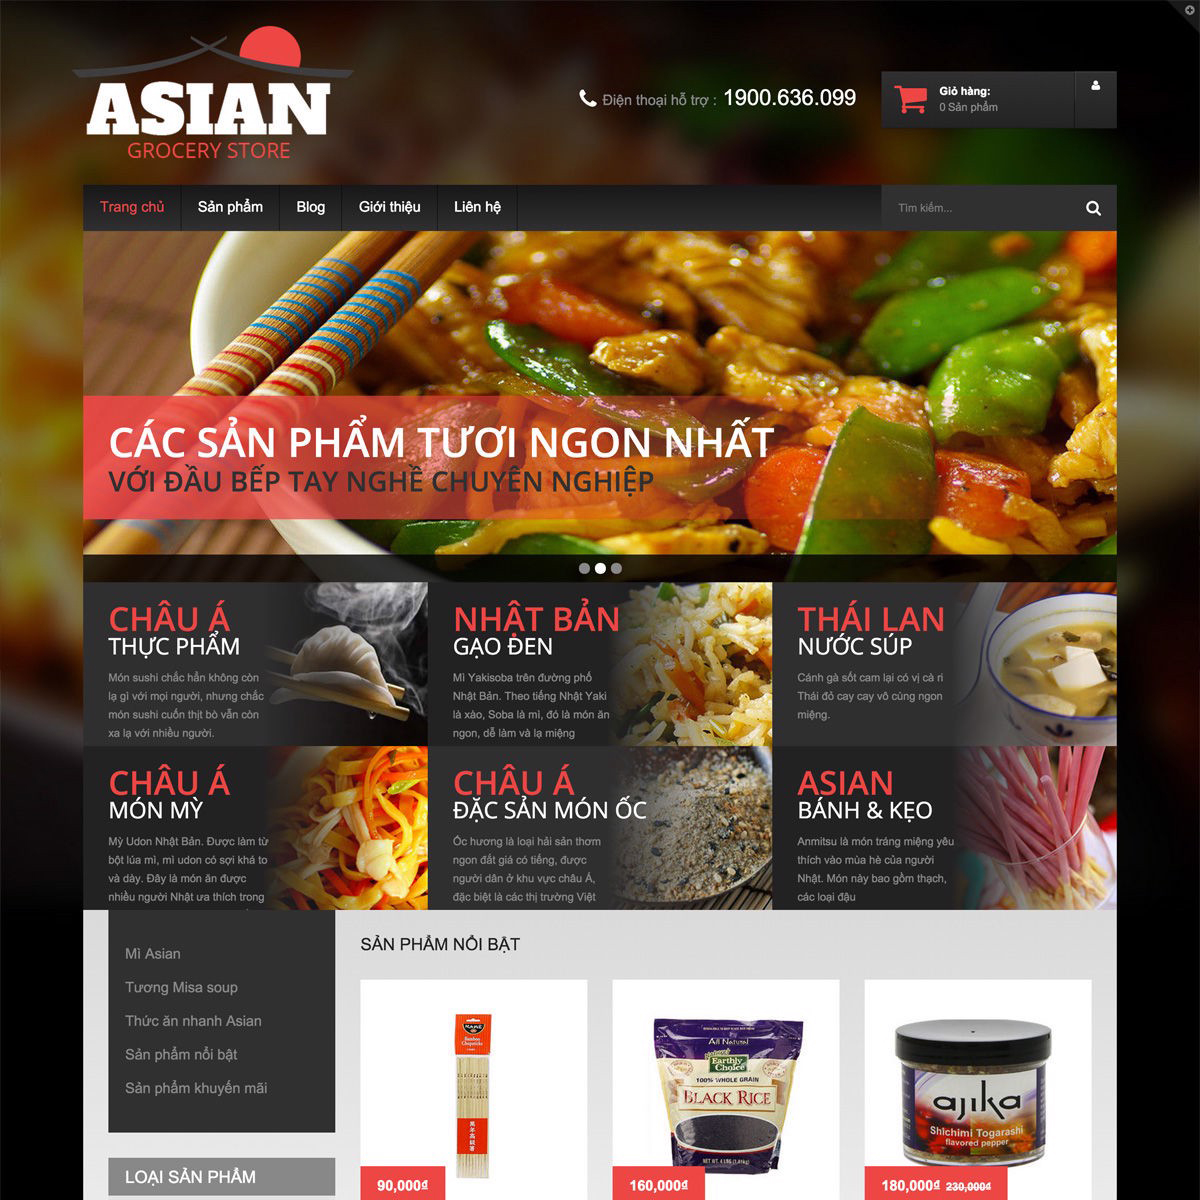 ASIAN
GROCERY STORE
Điện thoại hỗ trợ : 1900.636.099
Giỏ hàng:
0 Sản phẩm
Trang chủ
Sản phẩm
Blog
Giới thiệu
Liên hệ
Tìm kiếm...
CÁC SẢN PHẨM TƯƠI NGON NHẤT
VỚI ĐẦU BẾP TAY NGHỀ CHUYÊN NGHIỆP
CHÂU Á
THỰC PHẨM
Món sushi chắc hẳn không còn
lạ gì với mọi người, nhưng chắc
món sushi cuốn thịt bò vẫn còn
xa lạ với nhiều người.
NHẬT BẢN
GẠO ĐEN
Mì Yakisoba trên đường phố
Nhật Bản. Theo tiếng Nhật Yaki
là xào, Soba là mì, đó là món ăn
ngon, dễ làm và lạ miệng
THÁI LAN
NƯỚC SÚP
Cánh gà sốt cam lại có vị cà ri
Thái đỏ cay cay vô cùng ngon
miệng.
CHÂU Á
MÓN MỲ
Mỳ Udon Nhật Bản. Được làm từ
bột lúa mì, mì udon có sợi khá to
và dày. Đây là món ăn được
nhiều người Nhật ưa thích trong
CHÂU Á
ĐẶC SẢN MÓN ỐC
Ốc hương là loại hải sản thơm
ngon đắt giá có tiếng, được
người dân ở khu vực châu Á,
đặc biệt là các thị trường Việt
ASIAN
BÁNH & KẸO
Anmitsu là món tráng miệng yêu
thích vào mùa hè của người
Nhật. Món này bao gồm thạch,
các loại đậu
Mì Asian
Tương Misa soup
Thức ăn nhanh Asian
Sản phẩm nổi bật
Sản phẩm khuyến mãi
LOẠI SẢN PHẨM
SẢN PHẨM NỔI BẬT
Bamboo
Chopsticks
90,000₫
All Natural
Nature's
Earthly
Choice
100% WHOLE GRAIN
BLACK RICE
NET WT. 4 LBS (1.81kg)
160,000₫
ajika
Shichimi Togarashi
flavored pepper
180,000₫ 230,000₫